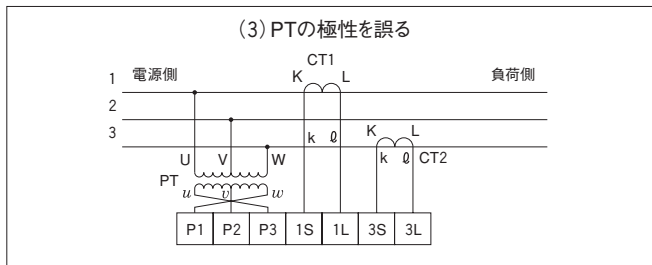 (3)PTの極性を誤る
CT1
1 電源側 K L 負荷側
2
3 k ℓ K L
U V W k ℓ CT2
PT
u v w
P1 P2 P3 1S 1L 3S 3L